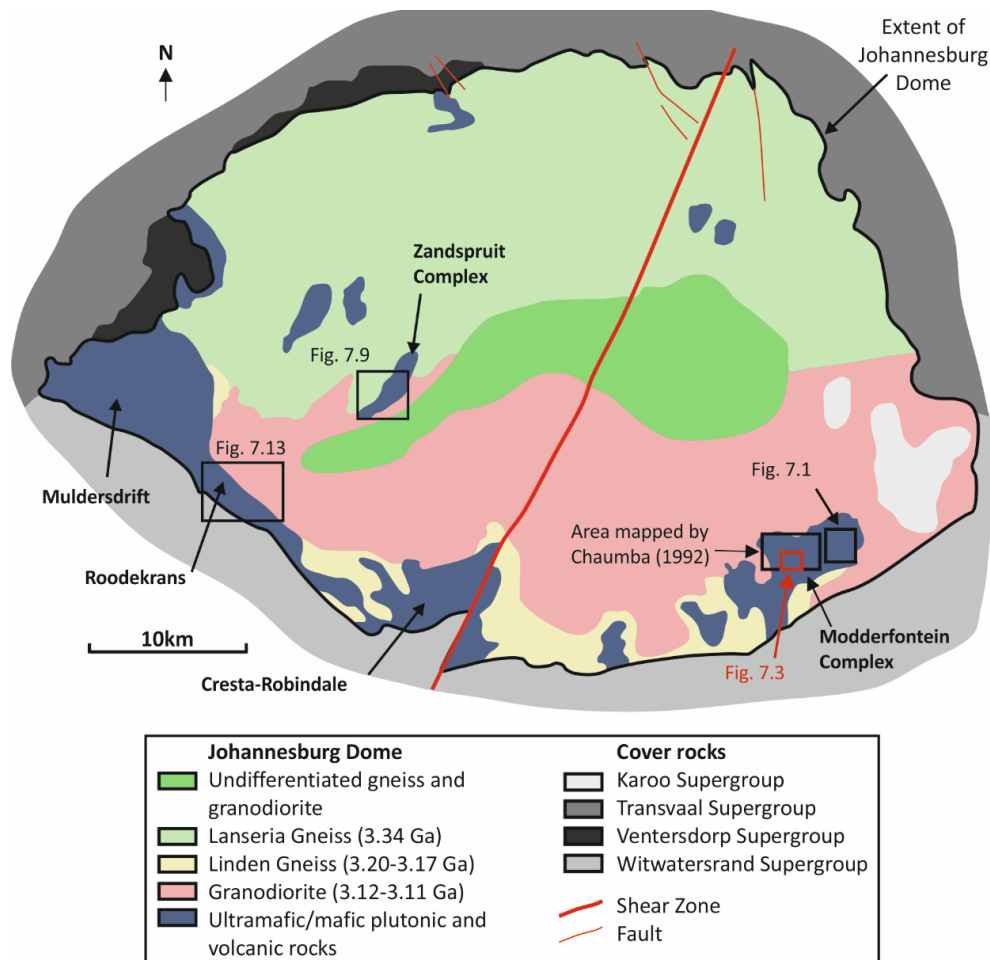 N
Extent of
Johannesburg
Dome
Zandspruit
Complex
Fig. 7.9
Fig. 7.13
Fig. 7.1
Muldersdrift
Area mapped by
Chaumba (1992)
Roodekrans
10km
Modderfontein
Complex
Fig. 7.3
Cresta-Robindale
Johannesburg Dome
Undifferentiated gneiss and
granodiorite
Lanseria Gneiss (3.34 Ga)
Linden Gneiss (3.20-3.17 Ga)
Granodiorite (3.12-3.11 Ga)
Ultramafic/mafic plutonic and
volcanic rocks
Cover rocks
Karoo Supergroup
Transvaal Supergroup
Ventersdorp Supergroup
Witwatersrand Supergroup
Shear Zone
Fault